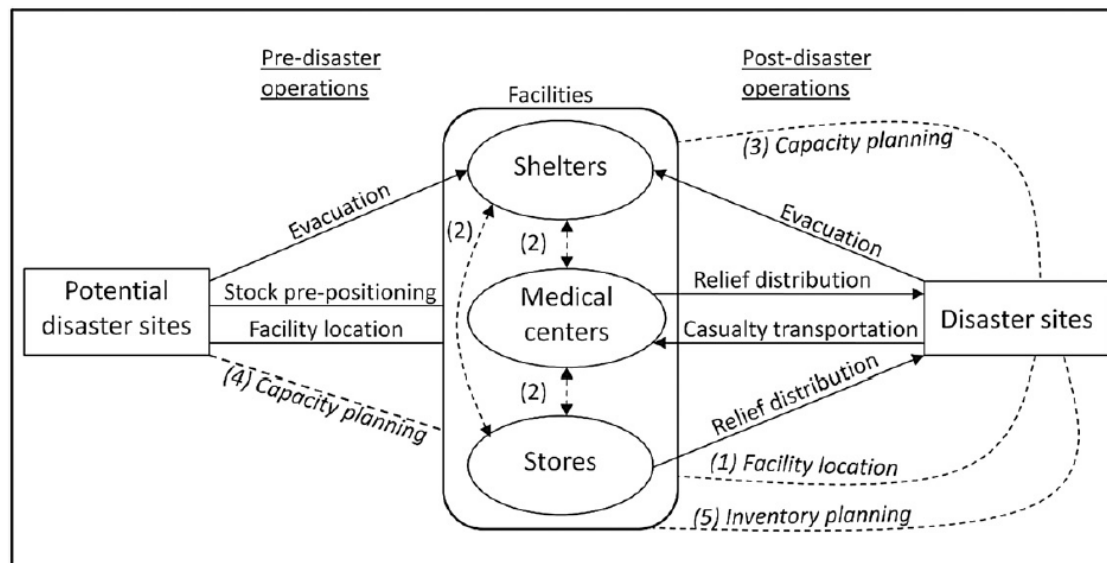 Pre-disaster
operations
Post-disaster
operations
Facilities
Shelters
(3) Capacity planning
Evacuation
(2)
(2)
Evacuation
Potential
disaster sites
Stock pre-positioning
Facility location
Medical
centers
Relief distribution
Casualty transportation
Disaster sites
(4) Capacity planning
(2)
Relief distribution
Stores
(1) Facility location
(5) Inventory planning